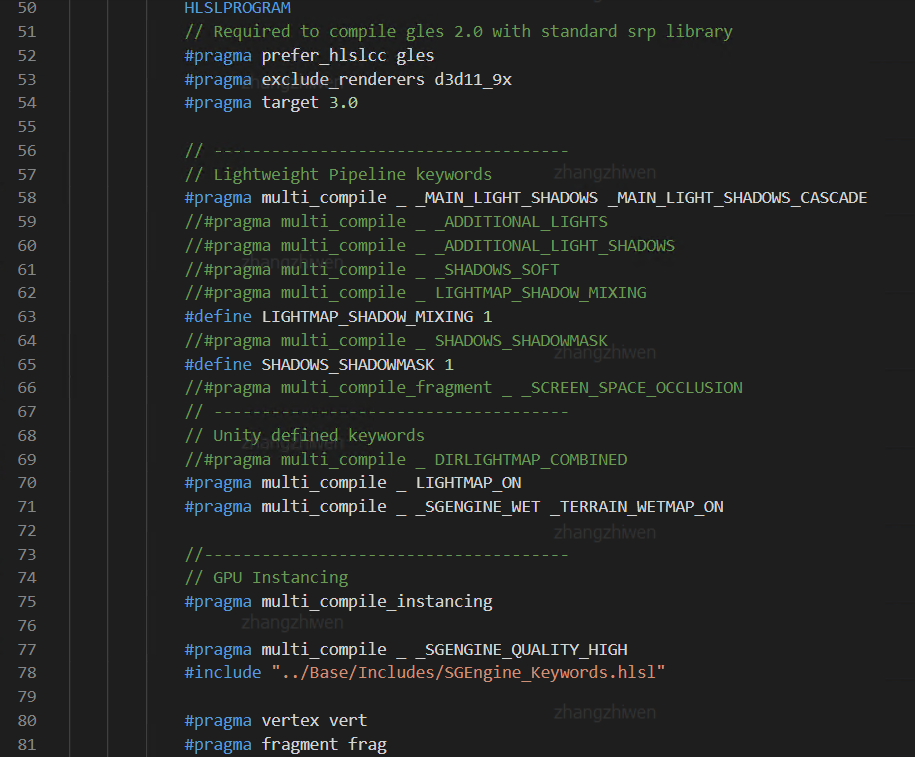 50 HLSLPROGRAM
51 // Required to compile gles 2.0 with standard srp library
52 #pragma prefer_hlslcc gles
53 #pragma exclude_renderers d3d11_9x
54 #pragma target 3.0
55
56 // -------------------------------------
57 // Lightweight Pipeline keywords
58 #pragma multi_compile _ _MAIN_LIGHT_SHADOWS _MAIN_LIGHT_SHADOWS_CASCADE
59 //#pragma multi_compile _ _ADDITIONAL_LIGHTS
60 //#pragma multi_compile _ _ADDITIONAL_LIGHT_SHADOWS
61 //#pragma multi_compile _ _SHADOWS_SOFT
62 //#pragma multi_compile _ LIGHTMAP_SHADOW_MIXING
63 #define LIGHTMAP_SHADOW_MIXING 1
64 //#pragma multi_compile _ SHADOWS_SHADOWMASK
65 #define SHADOWS_SHADOWMASK 1
66 //#pragma multi_compile_fragment _ _SCREEN_SPACE_OCCLUSION
67 // -------------------------------------
68 // Unity defined keywords
69 //#pragma multi_compile _ DIRLIGHTMAP_COMBINED
70 #pragma multi_compile _ LIGHTMAP_ON
71 #pragma multi_compile _ _SGENGINE_WET _TERRAIN_WETMAP_ON
72
73 //--------------------------------------
74 // GPU Instancing
75 #pragma multi_compile_instancing
76
77 #pragma multi_compile _ _SGENGINE_QUALITY_HIGH
78 #include "../Base/Includes/SGEngine_Keywords.hlsl"
79
80 #pragma vertex vert
81 #pragma fragment frag
zhangzhiwen
zhangzhiwen
zhangzhiwen
zhangzhiwen
zhangzhiwen
zhangzhiwen
zhangzhiwen
zhangzhiwen